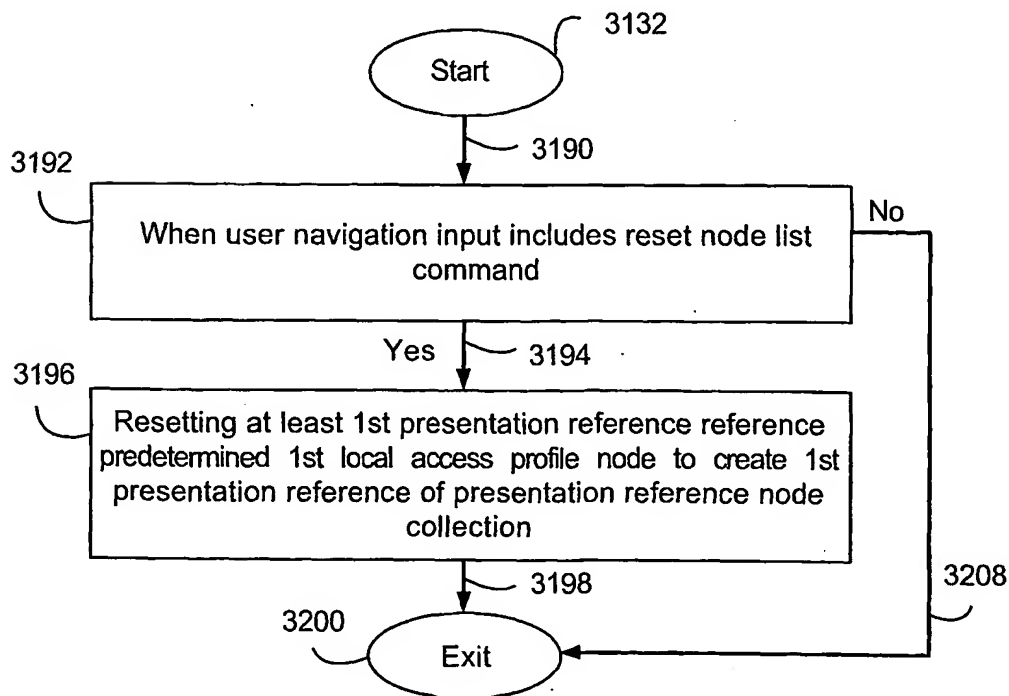 3132
Start
3190
3192
No
When user navigation input includes reset node list
command
Yes
3194
3196
Resetting at least 1st presentation reference reference
predetermined 1st local access profile node to create 1st
presentation reference of presentation reference node
collection
3198
3208
3200
Exit